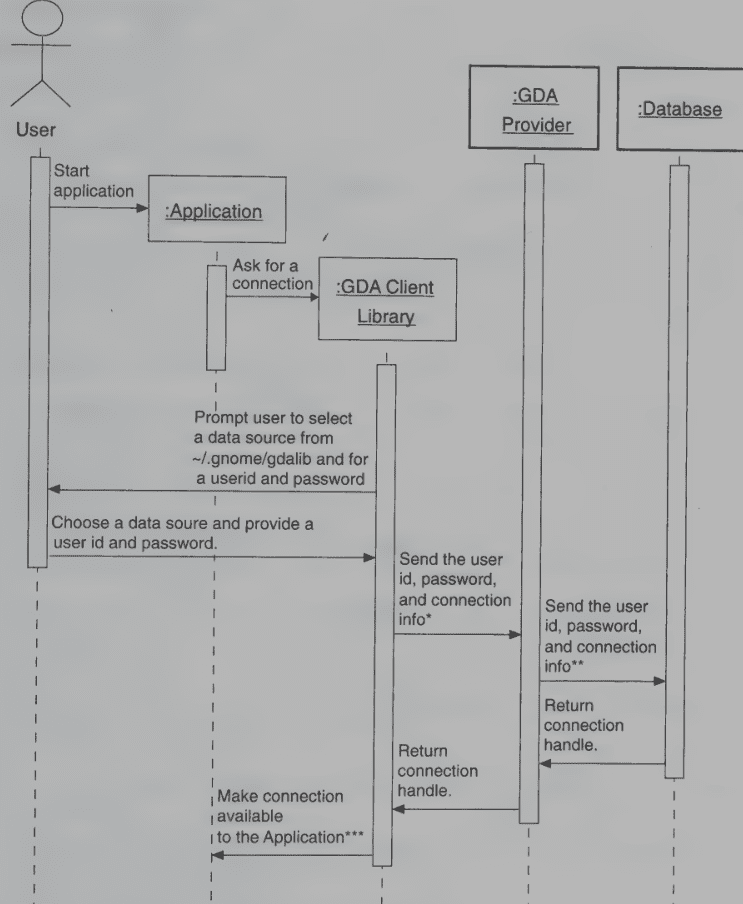 User
:GDA
Provider
:Database
Start
application
:Application
Ask for a
connection
:GDA Client
Library
Prompt user to select
a data source from
~/.gnome/gdalib and for
a userid and password
Choose a data soure and provide a
user id and password.
Send the user
id, password,
and connection
info*
Send the user
id, password,
and connection
info**
Return
connection
handle.
Return
connection
handle.
Make connection
available
to the Application***